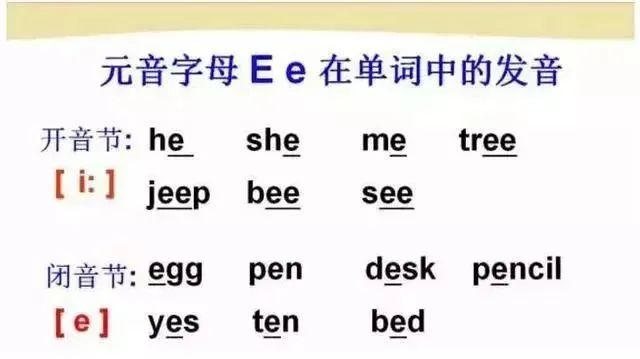 元音字母 E e 在单词中的发音
开音节: he she me tree
[ i: ] jeep bee see
闭音节: egg pen desk pencil
[ e ] yes ten bed